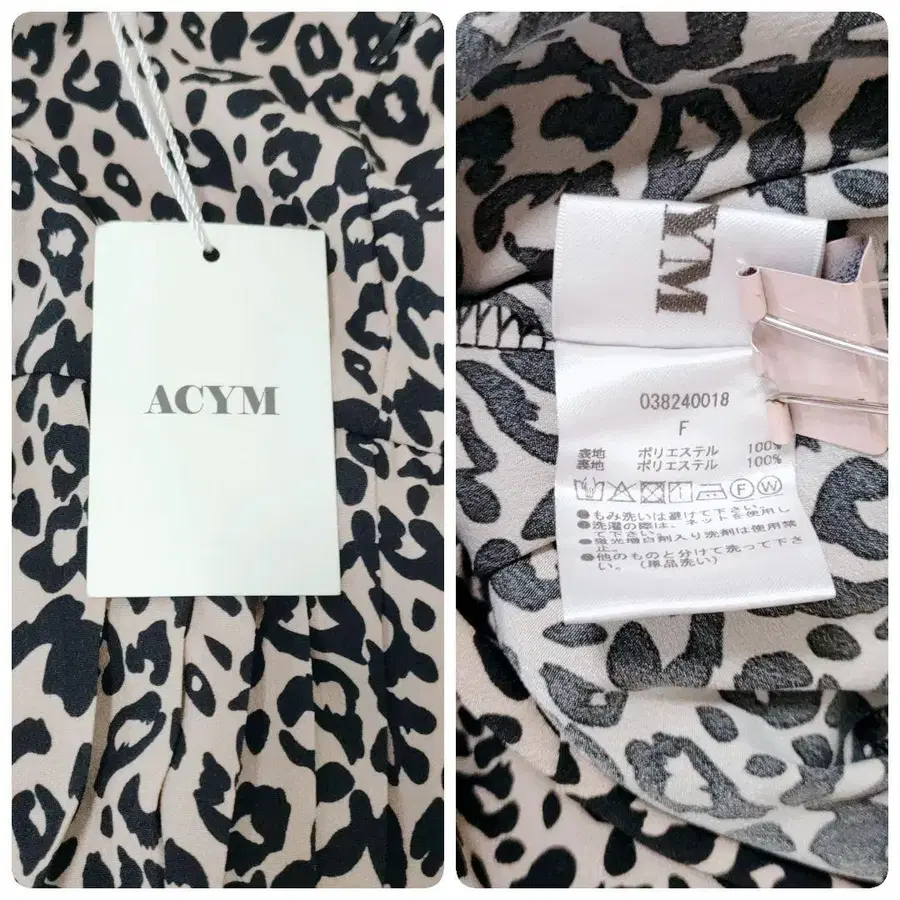 ACYM
YM
038240018
F
表地 ポリエステル 100%
裏地 ポリエステル 100%
F W
●もみ洗いは避けて下さい。
●洗濯の際は、ネットを使用し
て下さい。
●蛍光増白剤入り洗剤は使用禁
止。
●他のものと分けて洗って下さ
い。（単品洗い）